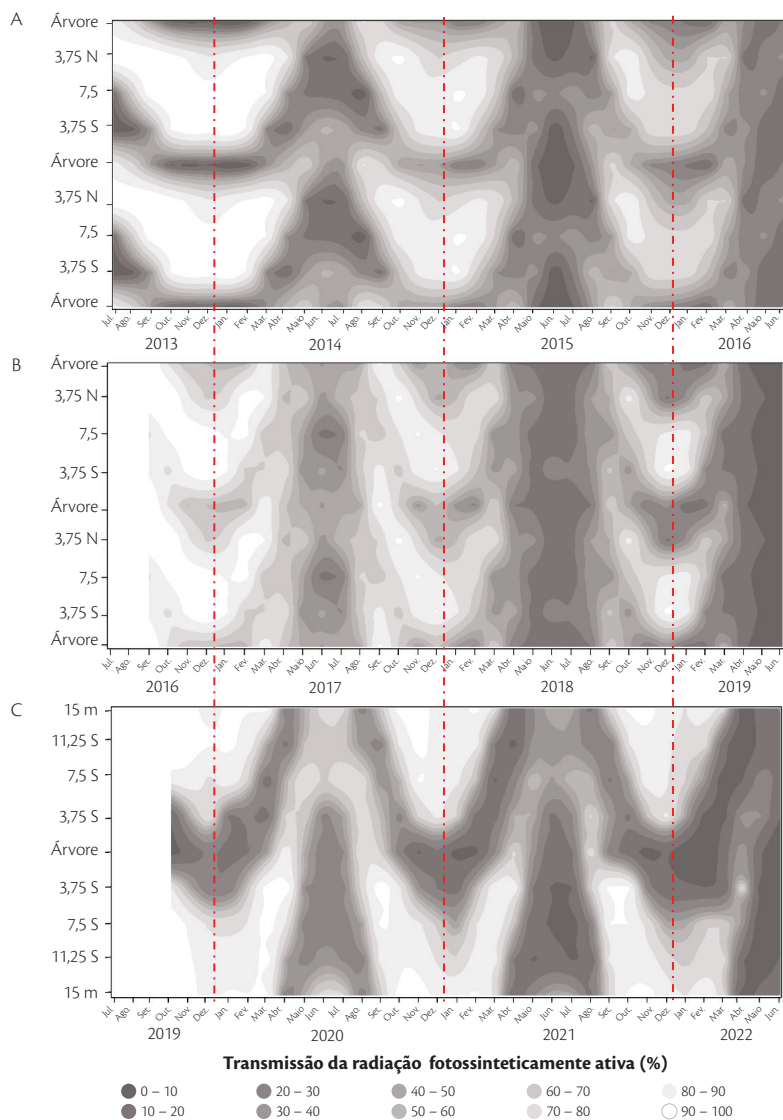 A
Árvore
3,75 N
7,5
3,75 S
Árvore
3,75 N
7,5
3,75 S
Árvore
Jul. Ago. Set. Out. Nov. Dez. Jan. Fev. Mar. Abr. Maio Jun. Jul. Ago. Set. Out. Nov. Dez. Jan. Fev. Mar. Abr. Maio Jun. Jul. Ago. Set. Out. Nov. Dez. Jan. Fev. Mar. Abr. Maio Jun.
2013 2014 2015 2016
B
Árvore
3,75 N
7,5
3,75 S
Árvore
3,75 N
7,5
3,75 S
Árvore
Jul. Ago. Set. Out. Nov. Dez. Jan. Fev. Mar. Abr. Maio Jun. Jul. Ago. Set. Out. Nov. Dez. Jan. Fev. Mar. Abr. Maio Jun. Jul. Ago. Set. Out. Nov. Dez. Jan. Fev. Mar. Abr. Maio Jun.
2016 2017 2018 2019
C
15 m
11,25 S
7,5 S
3,75 S
Árvore
3,75 S
7,5 S
11,25 S
15 m
Jul. Ago. Set. Out. Nov. Dez. Jan. Fev. Mar. Abr. Maio Jun. Jul. Ago. Set. Out. Nov. Dez. Jan. Fev. Mar. Abr. Maio Jun. Jul. Ago. Set. Out. Nov. Dez. Jan. Fev. Mar. Abr. Maio Jun.
2019 2020 2021 2022
Transmissão da radiação fotossinteticamente ativa (%)
0 – 10 20 – 30 40 – 50 60 – 70 80 – 90
10 – 20 30 – 40 50 – 60 70 – 80 90 – 100